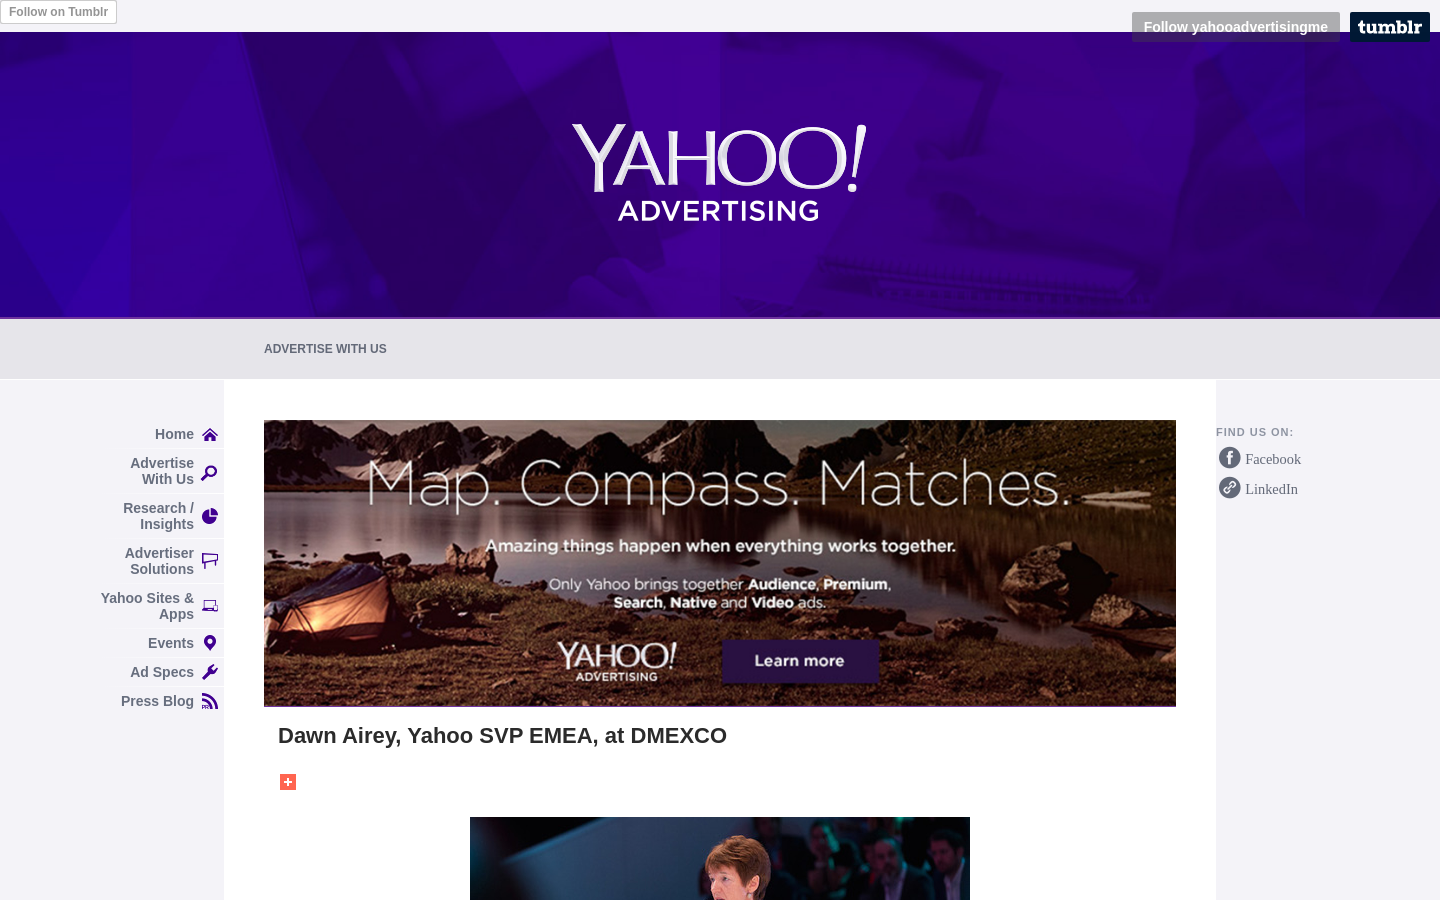 Follow on Tumblr
Follow yahooadvertisingme
tumblr
YAHOO!
ADVERTISING
ADVERTISE WITH US
Home
Advertise
With Us
Research /
Insights
Advertiser
Solutions
Yahoo Sites &
Apps
Events
Ad Specs
Press Blog
Map. Compass. Matches.
Amazing things happen when everything works together.
Only Yahoo brings together Audience, Premium,
Search, Native and Video ads.
YAHOO!
ADVERTISING
Learn more
Dawn Airey, Yahoo SVP EMEA, at DMEXCO
FIND US ON:
Facebook
LinkedIn